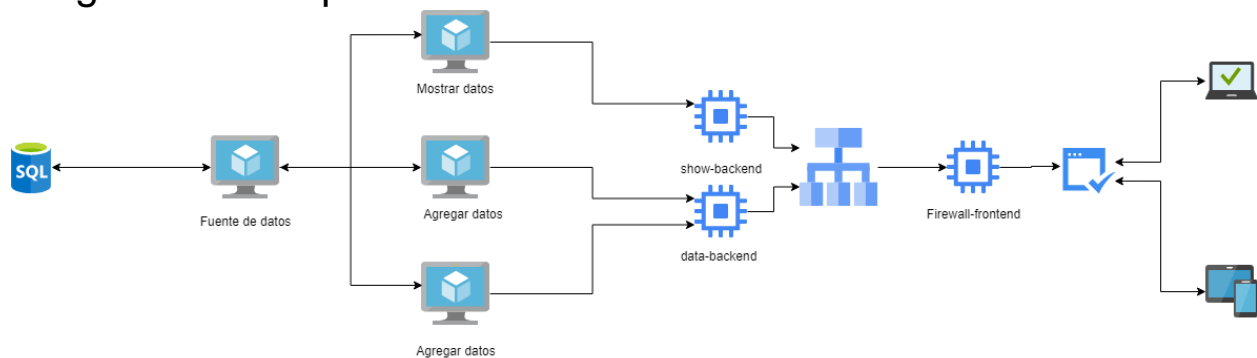 Mostrar datos
SQL
Fuente de datos
Agregar datos
Agregar datos
show-backend
data-backend
Firewall-frontend